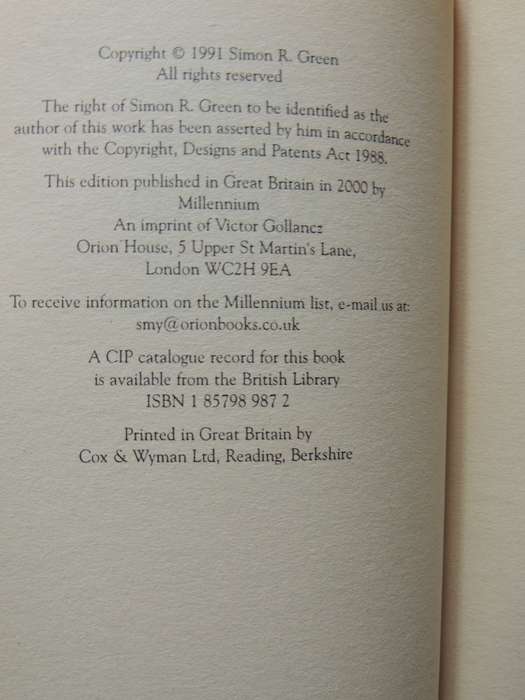 Copyright © 1991 Simon R. Green
All rights reserved
The right of Simon R. Green to be identified as the
author of this work has been asserted by him in accordance
with the Copyright, Designs and Patents Act 1988.
This edition published in Great Britain in 2000 by
Millennium
An imprint of Victor Gollancz
Orion House, 5 Upper St Martin's Lane,
London WC2H 9EA
To receive information on the Millennium list, e-mail us at:
smy@orionbooks.co.uk
A CIP catalogue record for this book
is available from the British Library
ISBN 1 85798 987 2
Printed in Great Britain by
Cox & Wyman Ltd, Reading, Berkshire